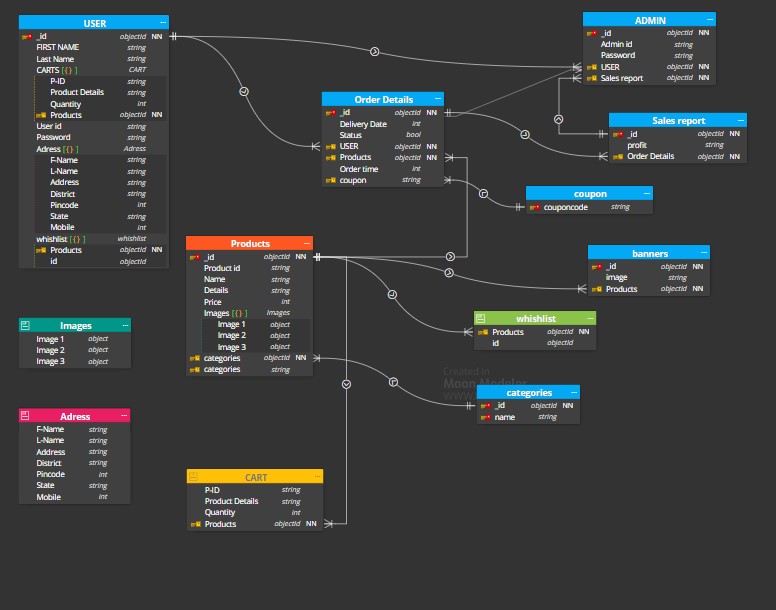 USER
_id objectid NN
FIRST NAME string
Last Name string
CARTS [{}] CART
P-ID string
Product Details string
Quantity int
Products objectid NN
User id string
Password string
Adress [{}] Adress
F-Name string
L-Name string
Address string
District string
Pincode int
State string
Mobile int
whishlist [{}] whishlist
Products objectid NN
id objectid
ADMIN
_id objectid NN
Admin id string
Password string
USER objectid NN
Sales report objectid NN
Order Details
_id objectid NN
Delivery Date int
Status bool
USER objectid NN
Products objectid NN
Order time int
coupon string NN
Sales report
_id objectid NN
profit string
Order Details objectid NN
coupon
couponcode string
Products
_id objectid NN
Product id string
Name string
Details string
Price int
Images [{}] Images
Image 1 object
Image 2 object
Image 3 object
categories objectid NN
categories string
banners
_id objectid NN
image string
Products objectid NN
whishlist
Products objectid NN
id objectid
Images
Image 1 object
Image 2 object
Image 3 object
Created in
Moon Modeler
categories
_id objectid NN
name string
Adress
F-Name string
L-Name string
Address string
District string
Pincode int
State string
Mobile int
CART
P-ID string
Product Details string
Quantity int
Products objectid NN